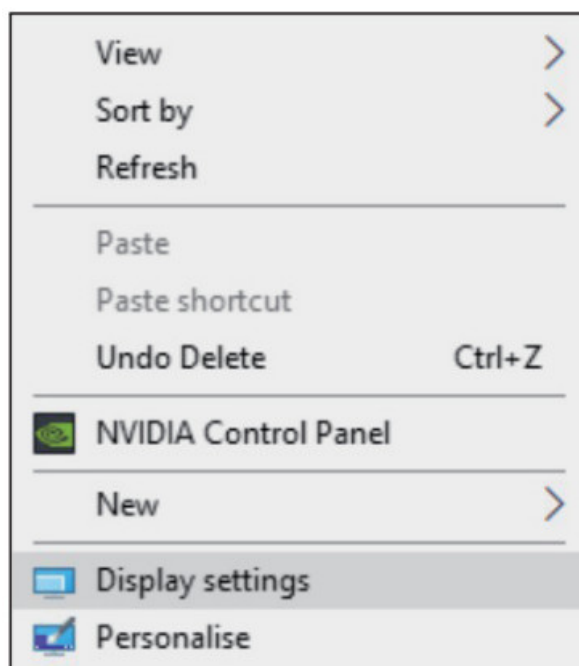 View
Sort by
Refresh
Paste
Paste shortcut
Undo Delete Ctrl+Z
NVIDIA Control Panel
New
Display settings
Personalise